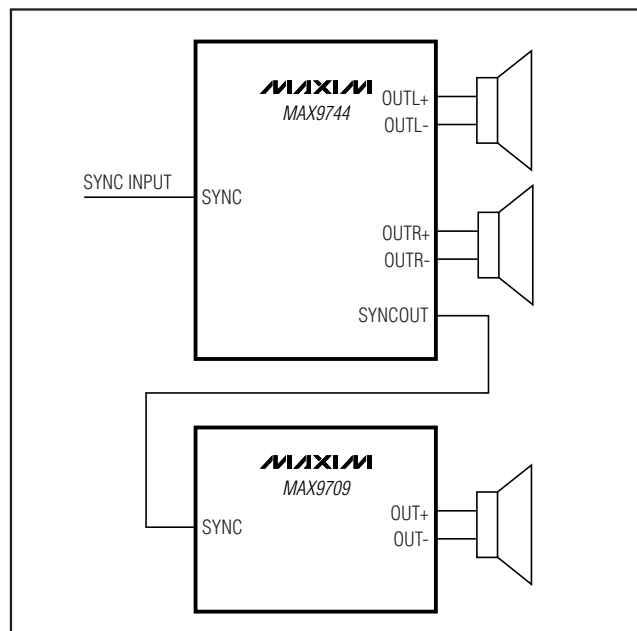 MAXIM
MAX9744
OUTL+
OUTL-
SYNC INPUT
SYNC
OUTR+
OUTR-
SYNCOUT
MAXIM
MAX9709
OUT+
SYNC
OUT-